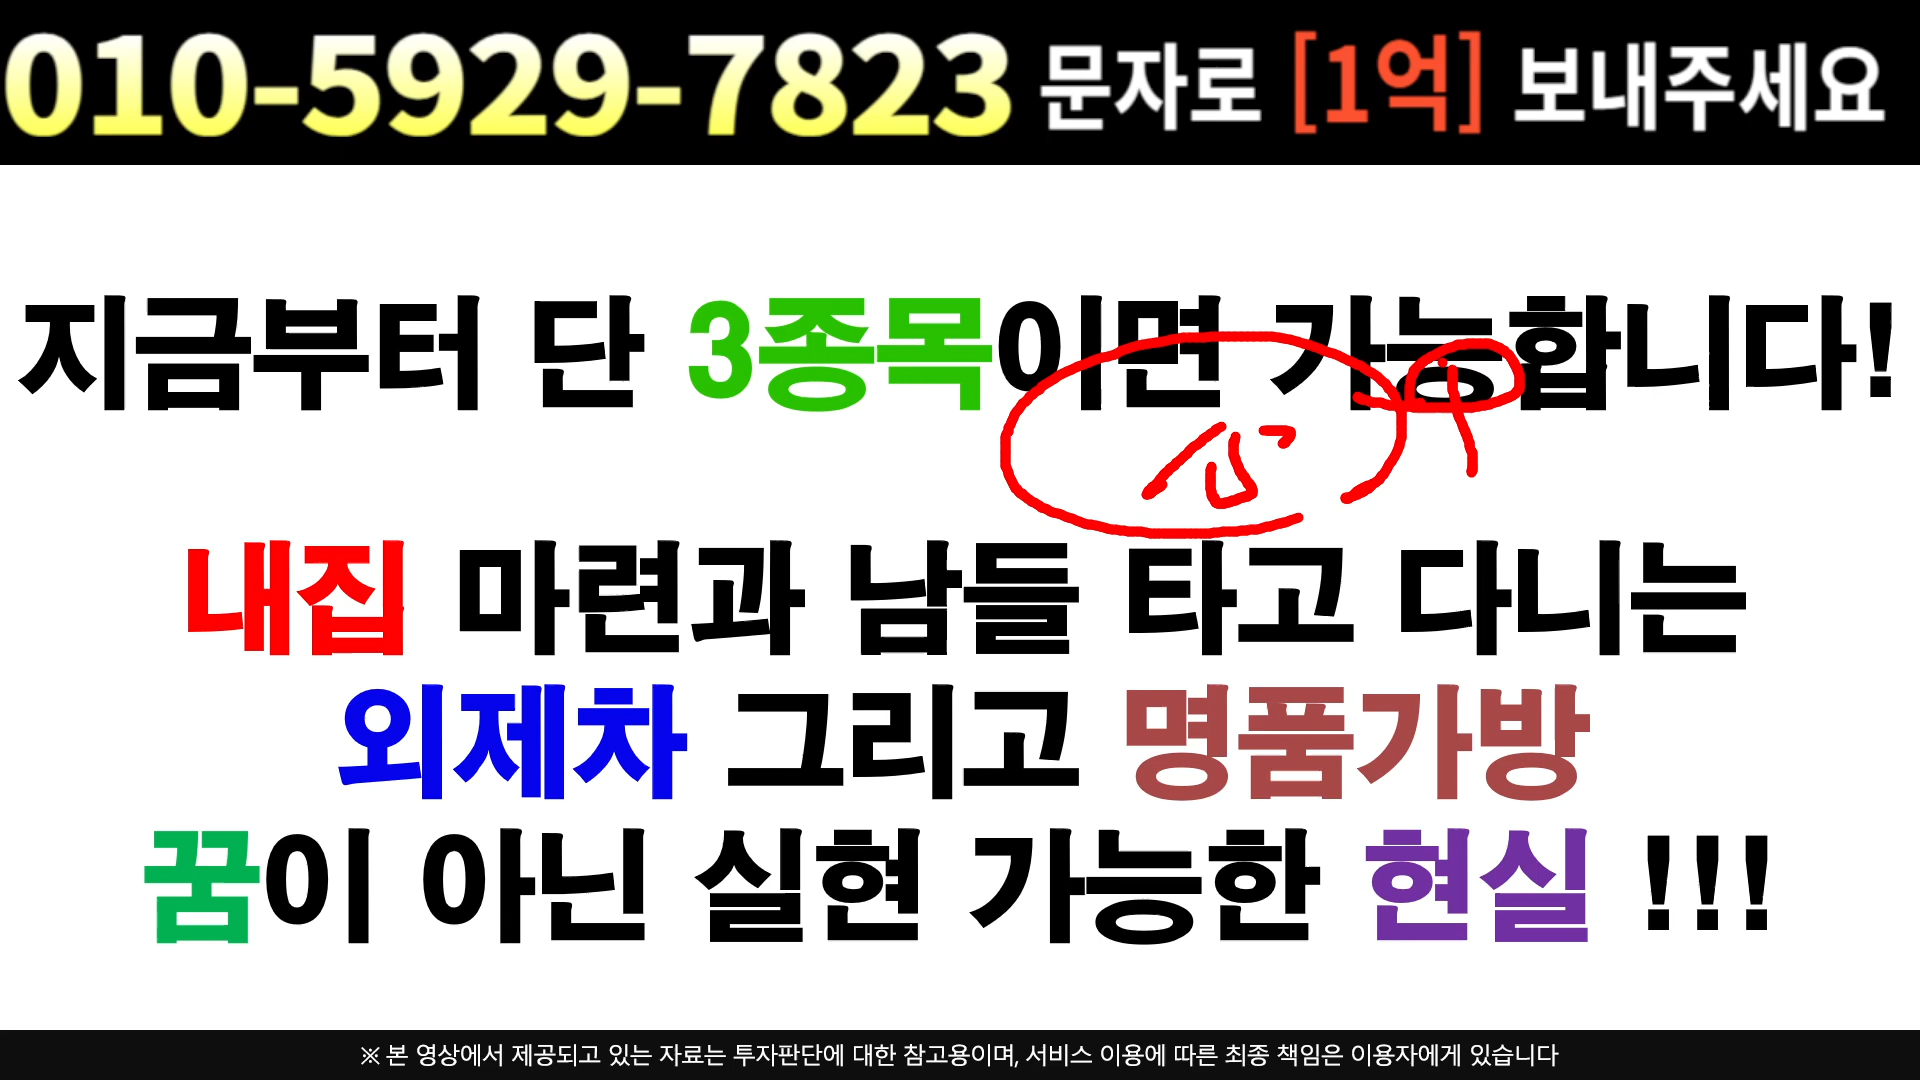 010-5929-7823 문자로 [1억] 보내주세요
지금부터 단 3종목이면 가능합니다!
내집 마련과 남들 타고 다니는
외제차 그리고 명품가방
꿈이 아닌 실현 가능한 현실 !!!
※ 본 영상에서 제공되고 있는 자료는 투자판단에 대한 참고용이며, 서비스 이용에 따른 최종 책임은 이용자에게 있습니다